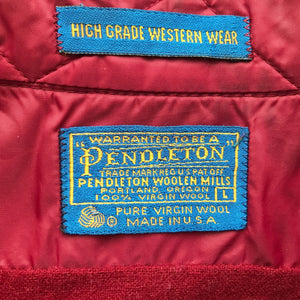 HIGH GRADE WESTERN WEAR
"WARRANTED TO BE A
PENDLETON"
TRADE MARK REG. U.S. PAT. OFF.
PENDLETON WOOLEN MILLS
PORTLAND, OREGON
100% VIRGIN WOOL L
PURE VIRGIN WOOL
MADE IN U.S.A.